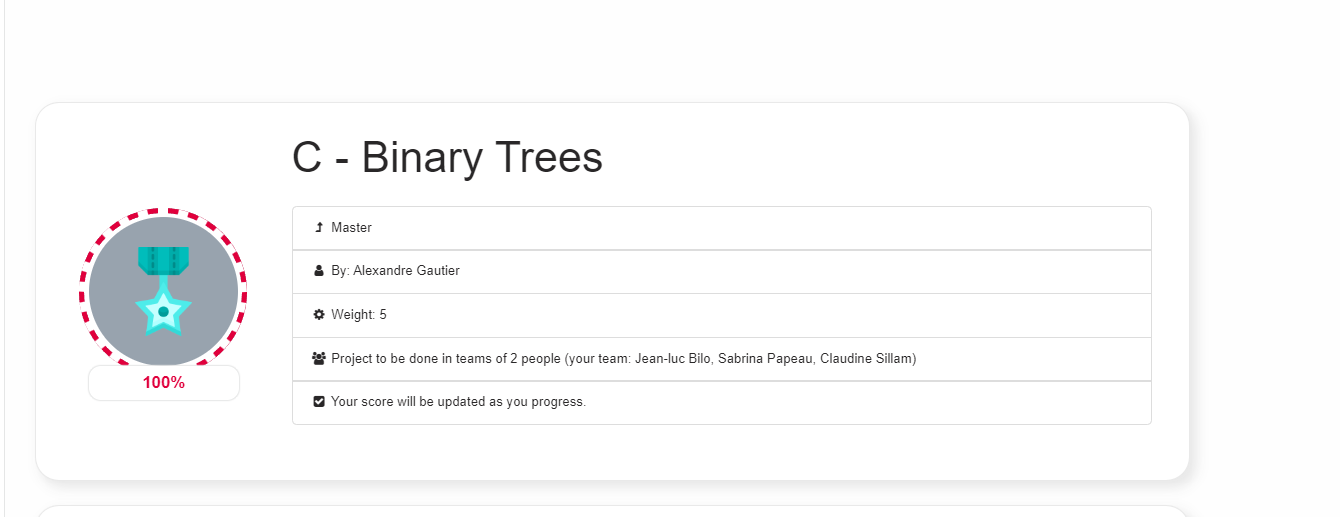 C - Binary Trees
Master
By: Alexandre Gautier
Weight: 5
Project to be done in teams of 2 people (your team: Jean-luc Bilo, Sabrina Papeau, Claudine Sillam)
100%
Your score will be updated as you progress.